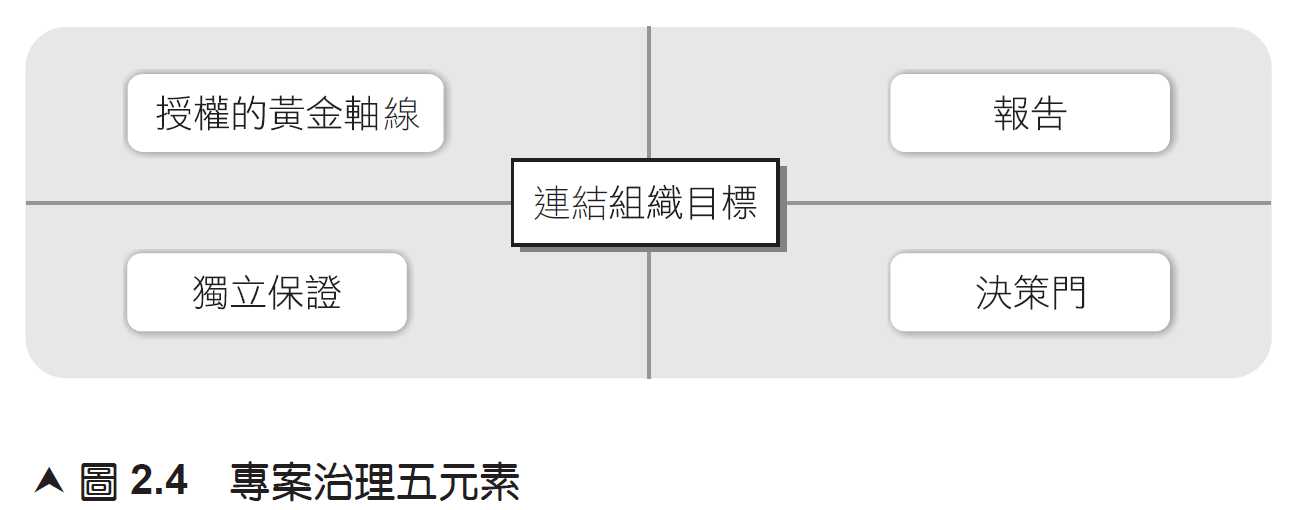 授權的黃金軸線
報告
連結組織目標
獨立保證
決策門
圖 2.4 專案治理五元素